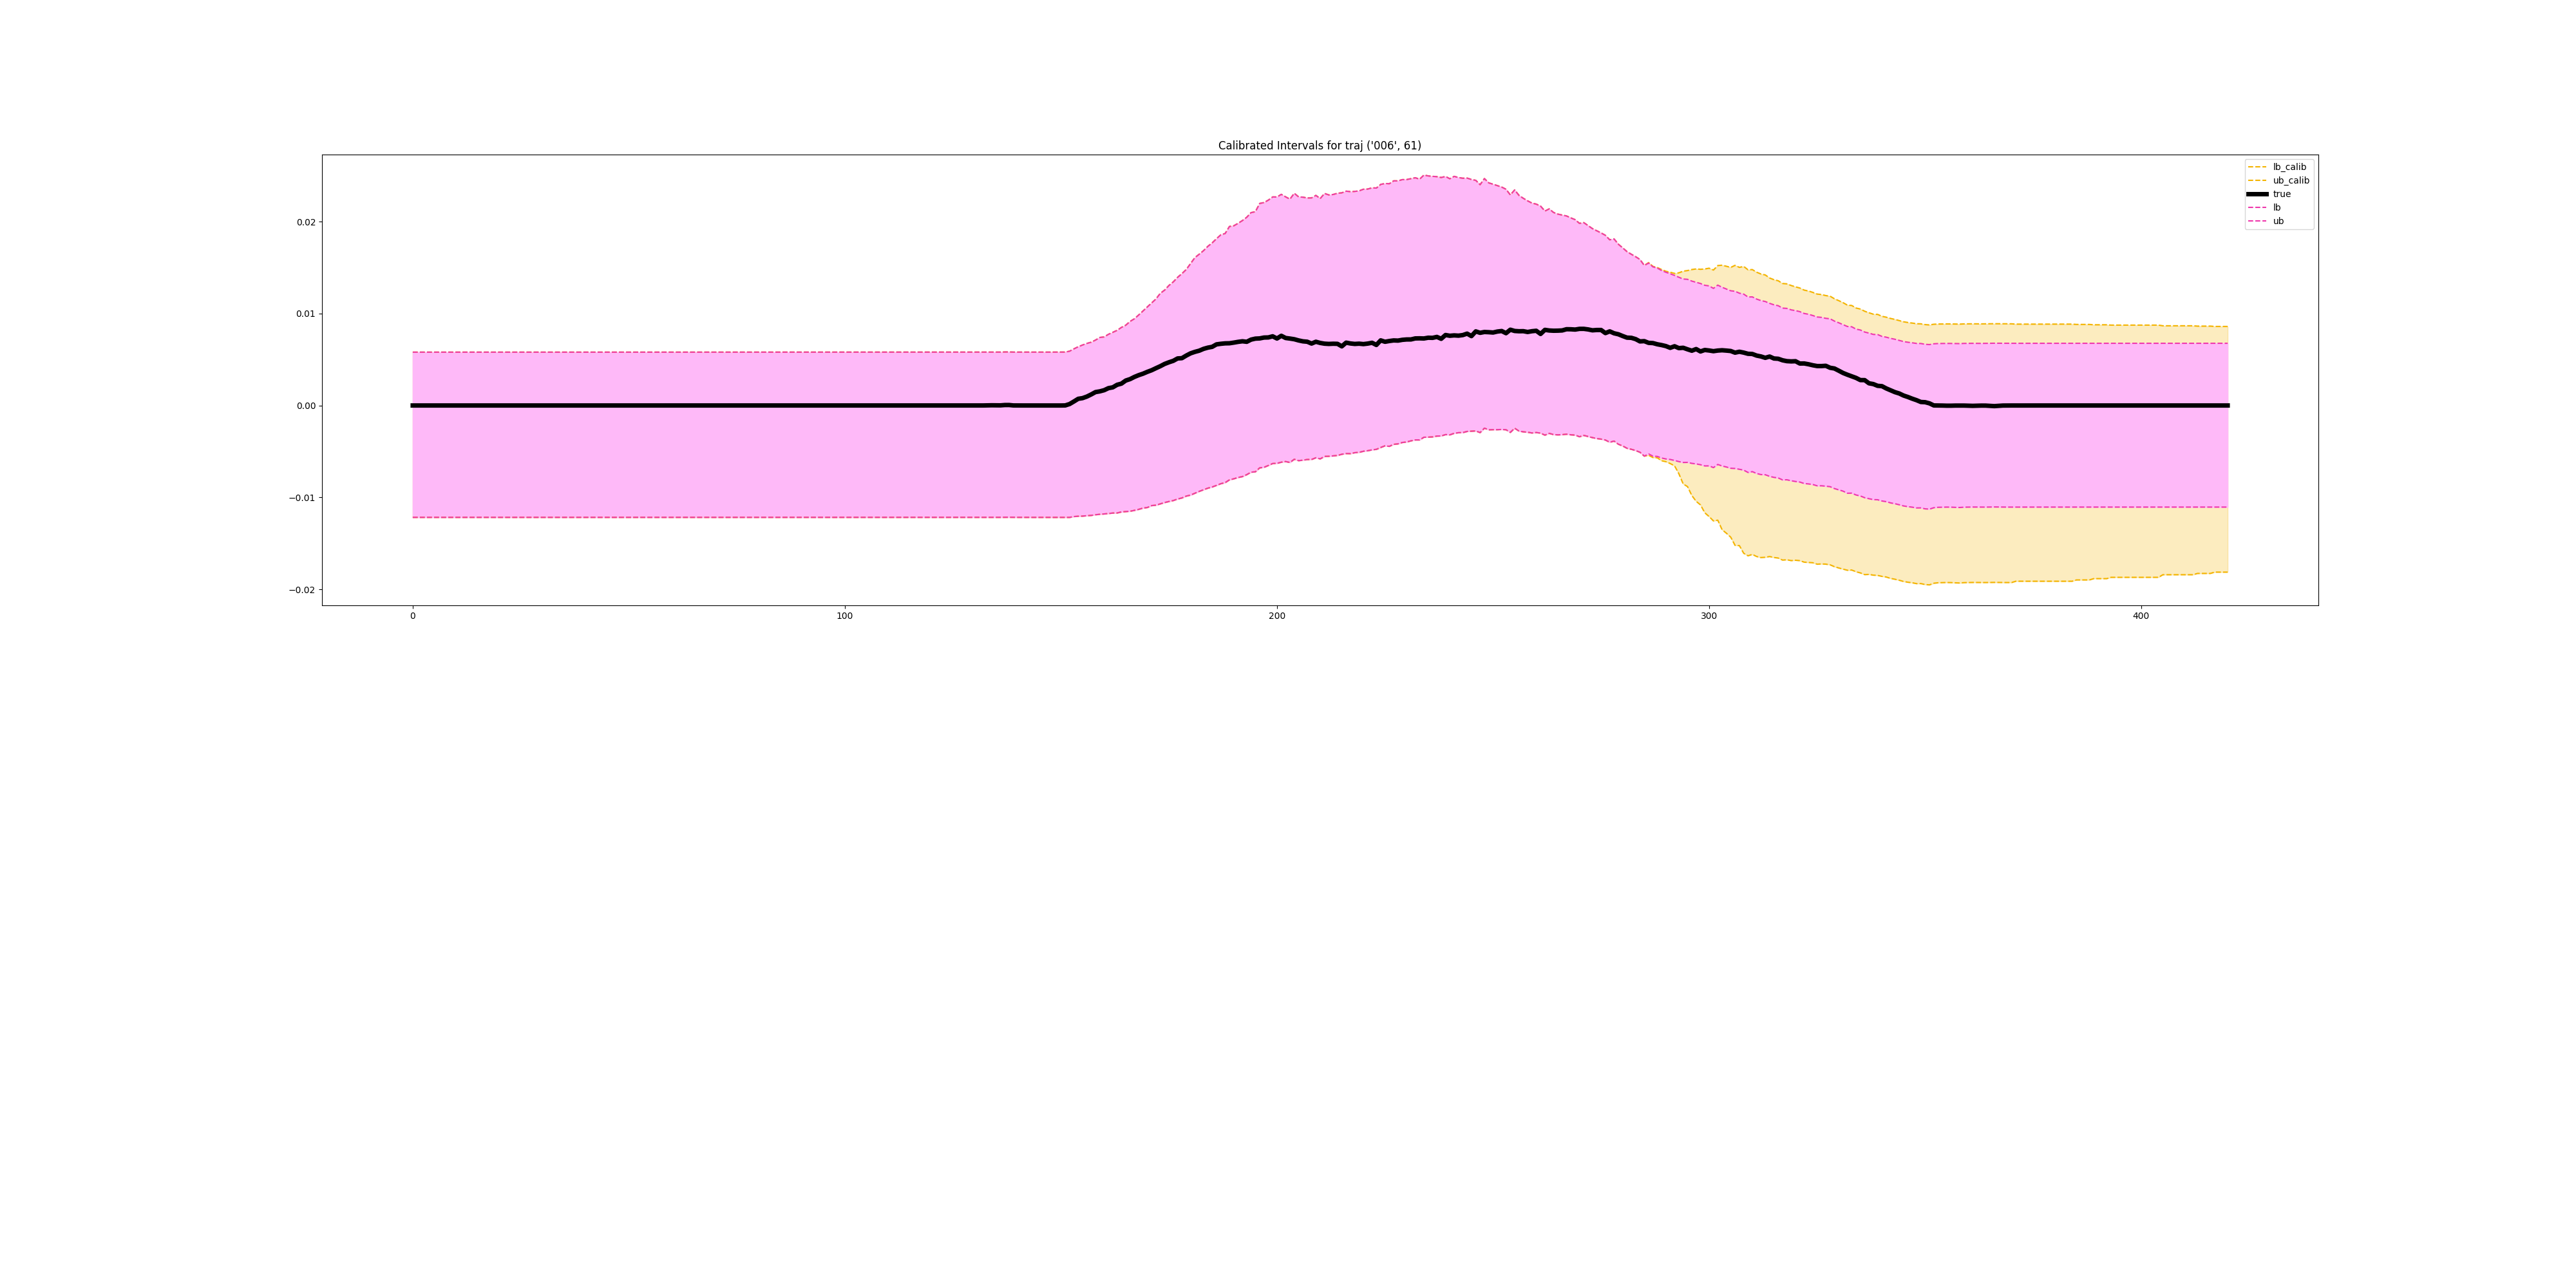 Calibrated Intervals for traj ('006', 61)
lb_calib
ub_calib
true
lb
ub
0.02
0.01
0.00
−0.01
−0.02
0 100 200 300 400